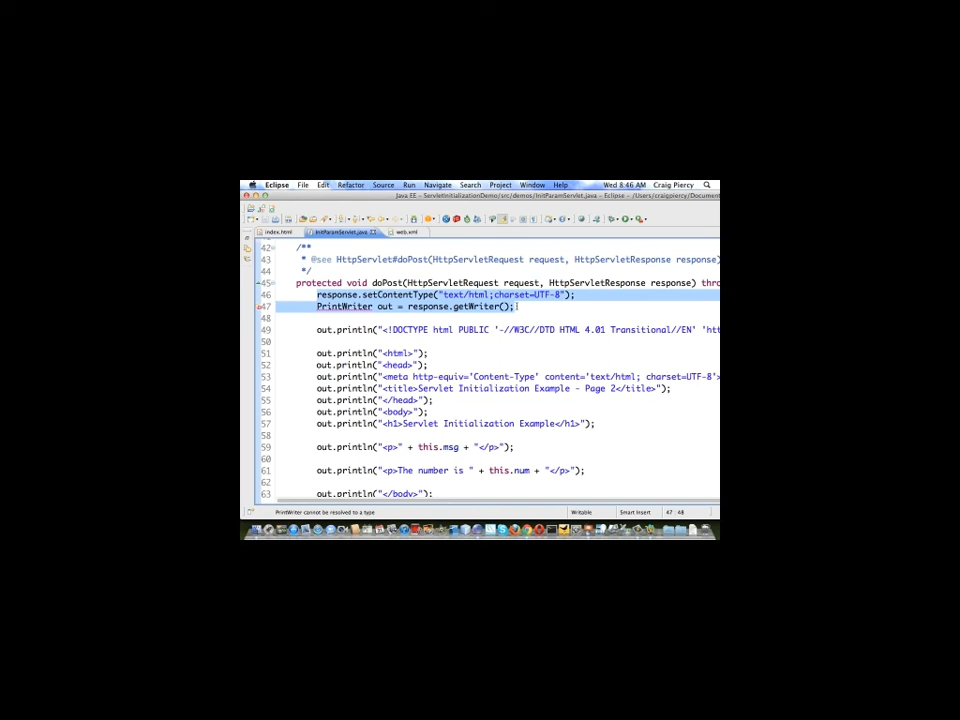 Eclipse File Edit Refactor Source Run Navigate Search Project Window Help Wed 8:46 AM Craig Piercy
Java EE - ServletInitializationDemo/src/demos/InitParamServlet.java - Eclipse - /Users/craigpiercy/Document
index.html InitParamServlet.java web.xml
42 /**
43 * @see HttpServlet#doPost(HttpServletRequest request, HttpServletResponse response)
44 */
45 protected void doPost(HttpServletRequest request, HttpServletResponse response) thro
46 response.setContentType("text/html;charset=UTF-8");
47 PrintWriter out = response.getWriter();
48
49 out.println("<!DOCTYPE html PUBLIC '-//W3C//DTD HTML 4.01 Transitional//EN' 'htt
50
51 out.println("<html>");
52 out.println("<head>");
53 out.println("<meta http-equiv='Content-Type' content='text/html; charset=UTF-8'>
54 out.println("<title>Servlet Initialization Example - Page 2</title>");
55 out.println("</head>");
56 out.println("<body>");
57 out.println("<h1>Servlet Initialization Example</h1>");
58
59 out.println("<p>" + this.msg + "</p>");
60
61 out.println("<p>The number is " + this.num + "</p>");
62
63 out.println("</body>");
PrintWriter cannot be resolved to a type Writable Smart Insert 47 : 48